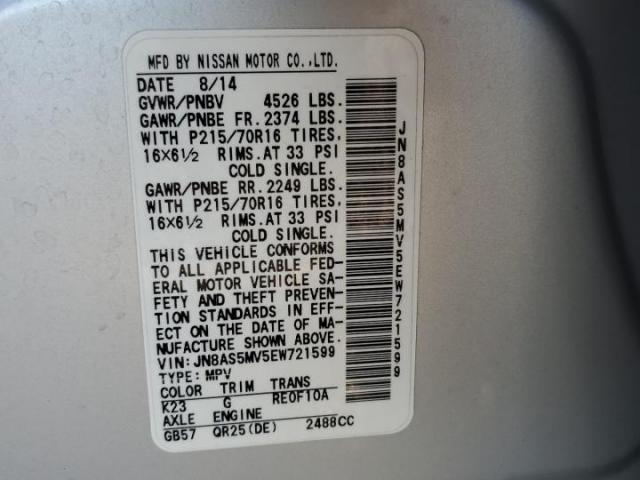 MFD BY NISSAN MOTOR CO.,LTD.
DATE 8/14
GVWR/PNBV 4526 LBS.
GAWR/PNBE FR. 2374 LBS.
WITH P215/70R16 TIRES,
16X6½ RIMS.AT 33 PSI
COLD SINGLE.
GAWR/PNBE RR. 2249 LBS.
WITH P215/70R16 TIRES,
16X6½ RIMS.AT 33 PSI
COLD SINGLE.
THIS VEHICLE CONFORMS
TO ALL APPLICABLE FED-
ERAL MOTOR VEHICLE SA-
FETY AND THEFT PREVEN-
TION STANDARDS IN EFF-
ECT ON THE DATE OF MA-
NUFACTURE SHOWN ABOVE.
VIN: JN8AS5MV5EW721599
TYPE: MPV
COLOR TRIM TRANS
K23 G RE0F10A
AXLE ENGINE
GB57 QR25(DE) 2488CC
JN8AS5MV5EW721599